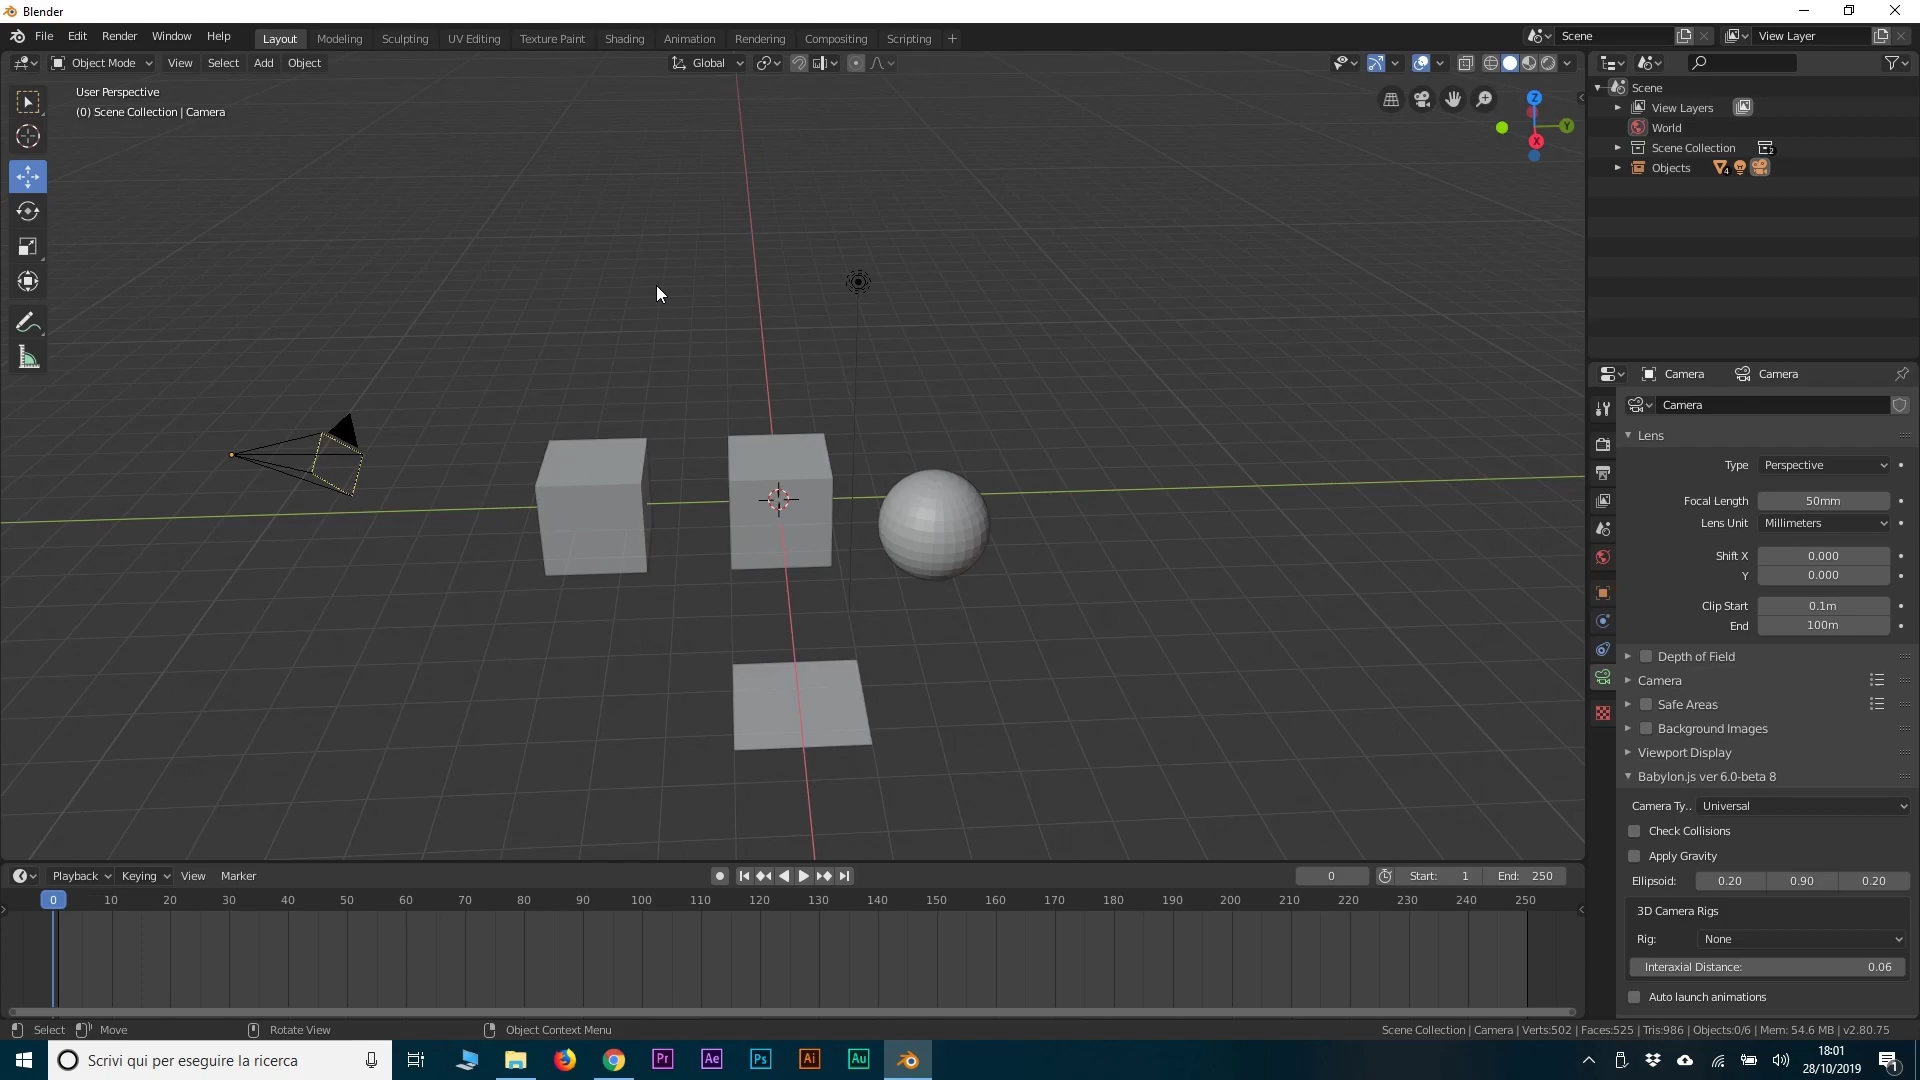 Blender
File Edit Render Window Help Layout Modeling Sculpting UV Editing Texture Paint Shading Animation Rendering Compositing Scripting + Scene View Layer
Object Mode View Select Add Object Global
User Perspective
(0) Scene Collection | Camera
Z
Y
X
Scene
View Layers
World
Scene Collection 2
Objects 4
Camera Camera
Camera
Lens
Type Perspective
Focal Length 50mm
Lens Unit Millimeters
Shift X 0.000
Y 0.000
Clip Start 0.1m
End 100m
Depth of Field
Camera
Safe Areas
Background Images
Viewport Display
Babylon.js ver 6.0-beta 8
Camera Ty.. Universal
Check Collisions
Apply Gravity
Ellipsoid: 0.20 0.90 0.20
3D Camera Rigs
Rig: None
Interaxial Distance: 0.06
Auto launch animations
Playback Keying View Marker 0 Start: 1 End: 250
0 10 20 30 40 50 60 70 80 90 100 110 120 130 140 150 160 170 180 190 200 210 220 230 240 250
Select Move Rotate View Object Context Menu Scene Collection | Camera | Verts:502 | Faces:525 | Tris:986 | Objects:0/6 | Mem: 54.6 MB | v2.80.75
Scrivi qui per eseguire la ricerca Pr Ae Ps Ai Au
18:01
28/10/2019
1